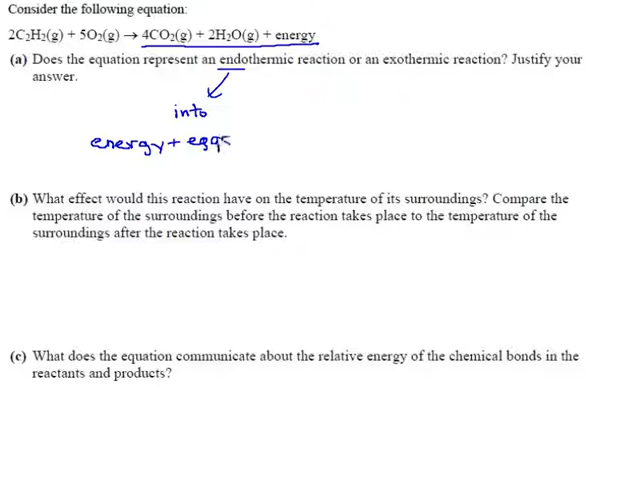 Consider the following equation:
2C₂H₂(g) + 5O₂(g) → 4CO₂(g) + 2H₂O(g) + energy
(a) Does the equation represent an endothermic reaction or an exothermic reaction? Justify your
answer.
into
energy + eggs
(b) What effect would this reaction have on the temperature of its surroundings? Compare the
temperature of the surroundings before the reaction takes place to the temperature of the
surroundings after the reaction takes place.
(c) What does the equation communicate about the relative energy of the chemical bonds in the
reactants and products?